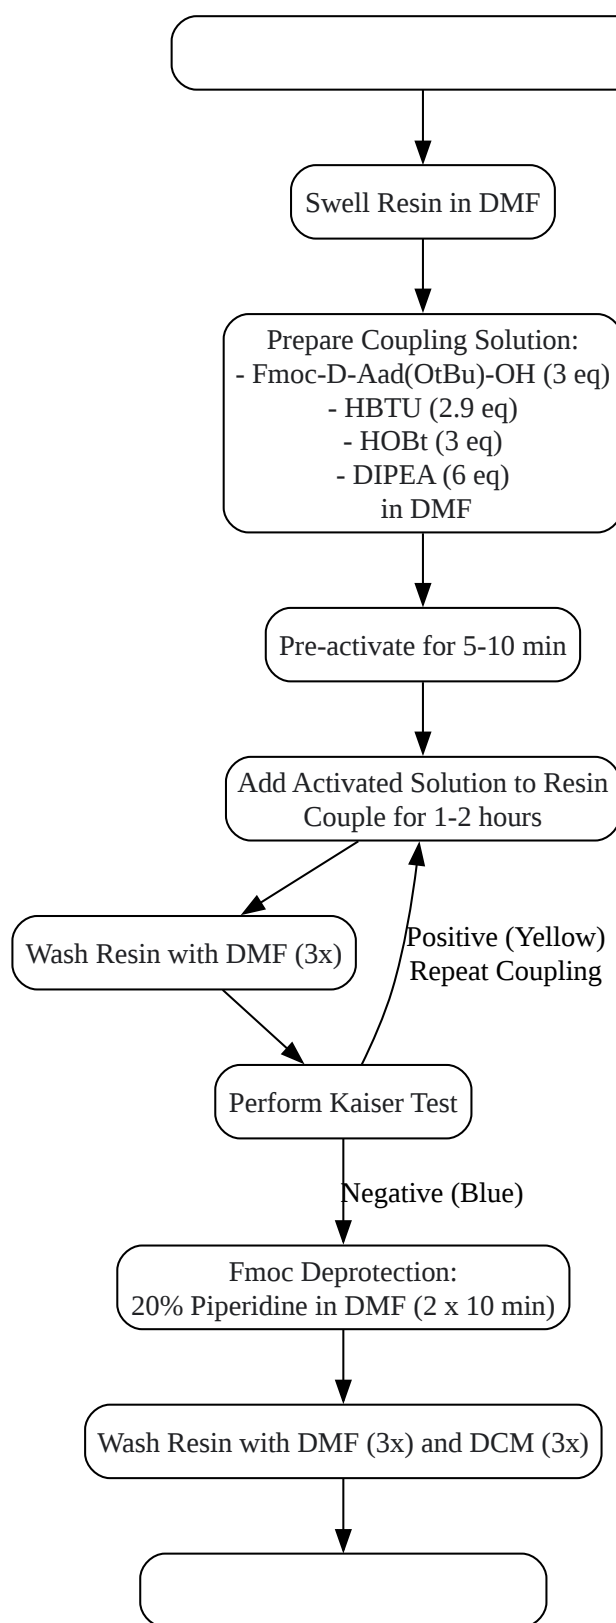 Swell Resin in DMF
Prepare Coupling Solution:
- Fmoc-D-Aad(OtBu)-OH (3 eq)
- HBTU (2.9 eq)
- HOBt (3 eq)
- DIPEA (6 eq)
in DMF
Pre-activate for 5-10 min
Add Activated Solution to Resin
Couple for 1-2 hours
Wash Resin with DMF (3x)
Positive (Yellow)
Repeat Coupling
Perform Kaiser Test
Negative (Blue)
Fmoc Deprotection:
20% Piperidine in DMF (2 x 10 min)
Wash Resin with DMF (3x) and DCM (3x)